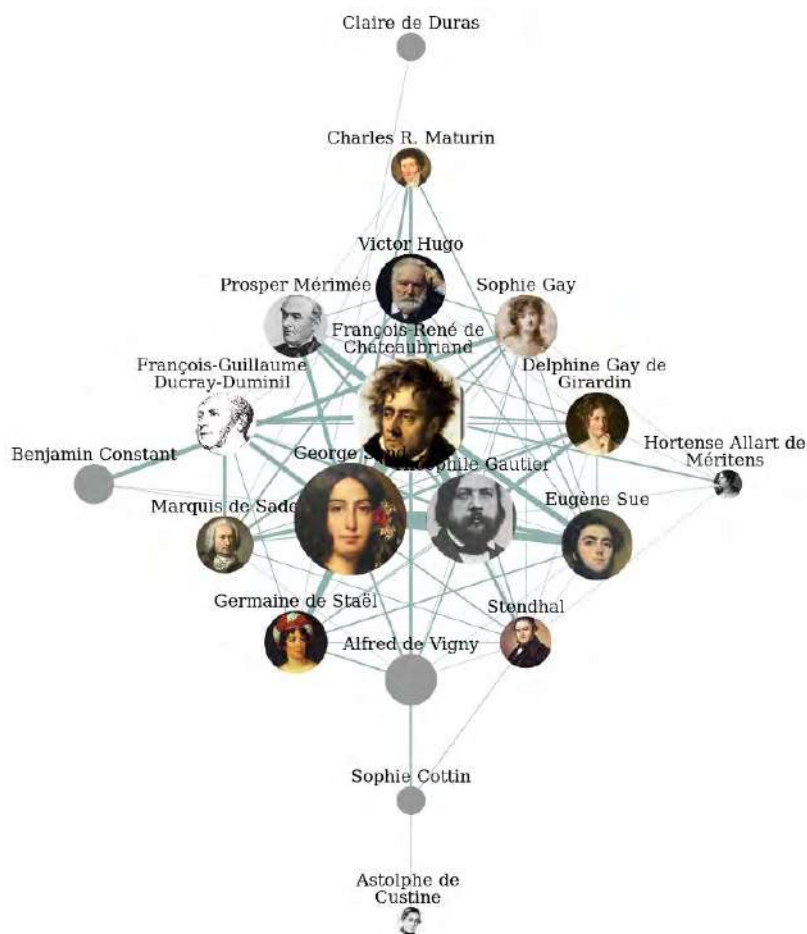 Claire de Duras
Charles R. Maturin
Victor Hugo
Prosper Mérimée
Sophie Gay
François-René de
Chateaubriand
François-Guillaume
Ducray-Duminil
Delphine Gay de
Girardin
Benjamin Constant
George Sand
Théophile Gautier
Hortense Allart de
Méritens
Marquis de Sade
Eugène Sue
Germaine de Staël
Alfred de Vigny
Stendhal
Sophie Cottin
Astolphe de
Custine